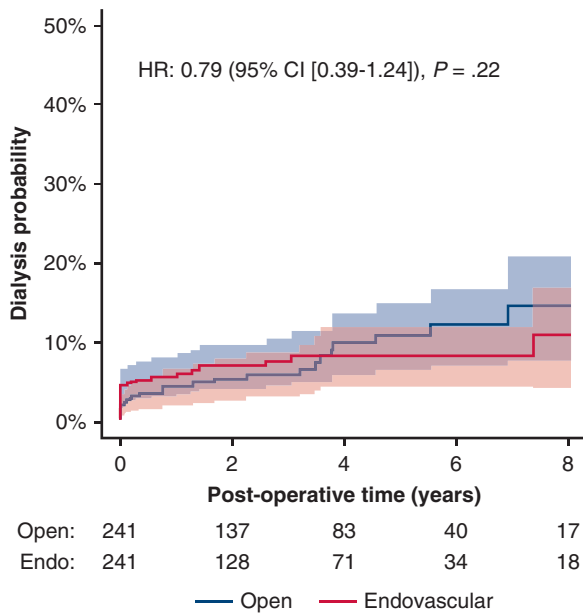 50%
HR: 0.79 (95% CI [0.39-1.24]), P = .22
40%
30%
20%
10%
0%
Dialysis probability
0 2 4 6 8
Post-operative time (years)
Open: 241 137 83 40 17
Endo: 241 128 71 34 18
Open Endovascular